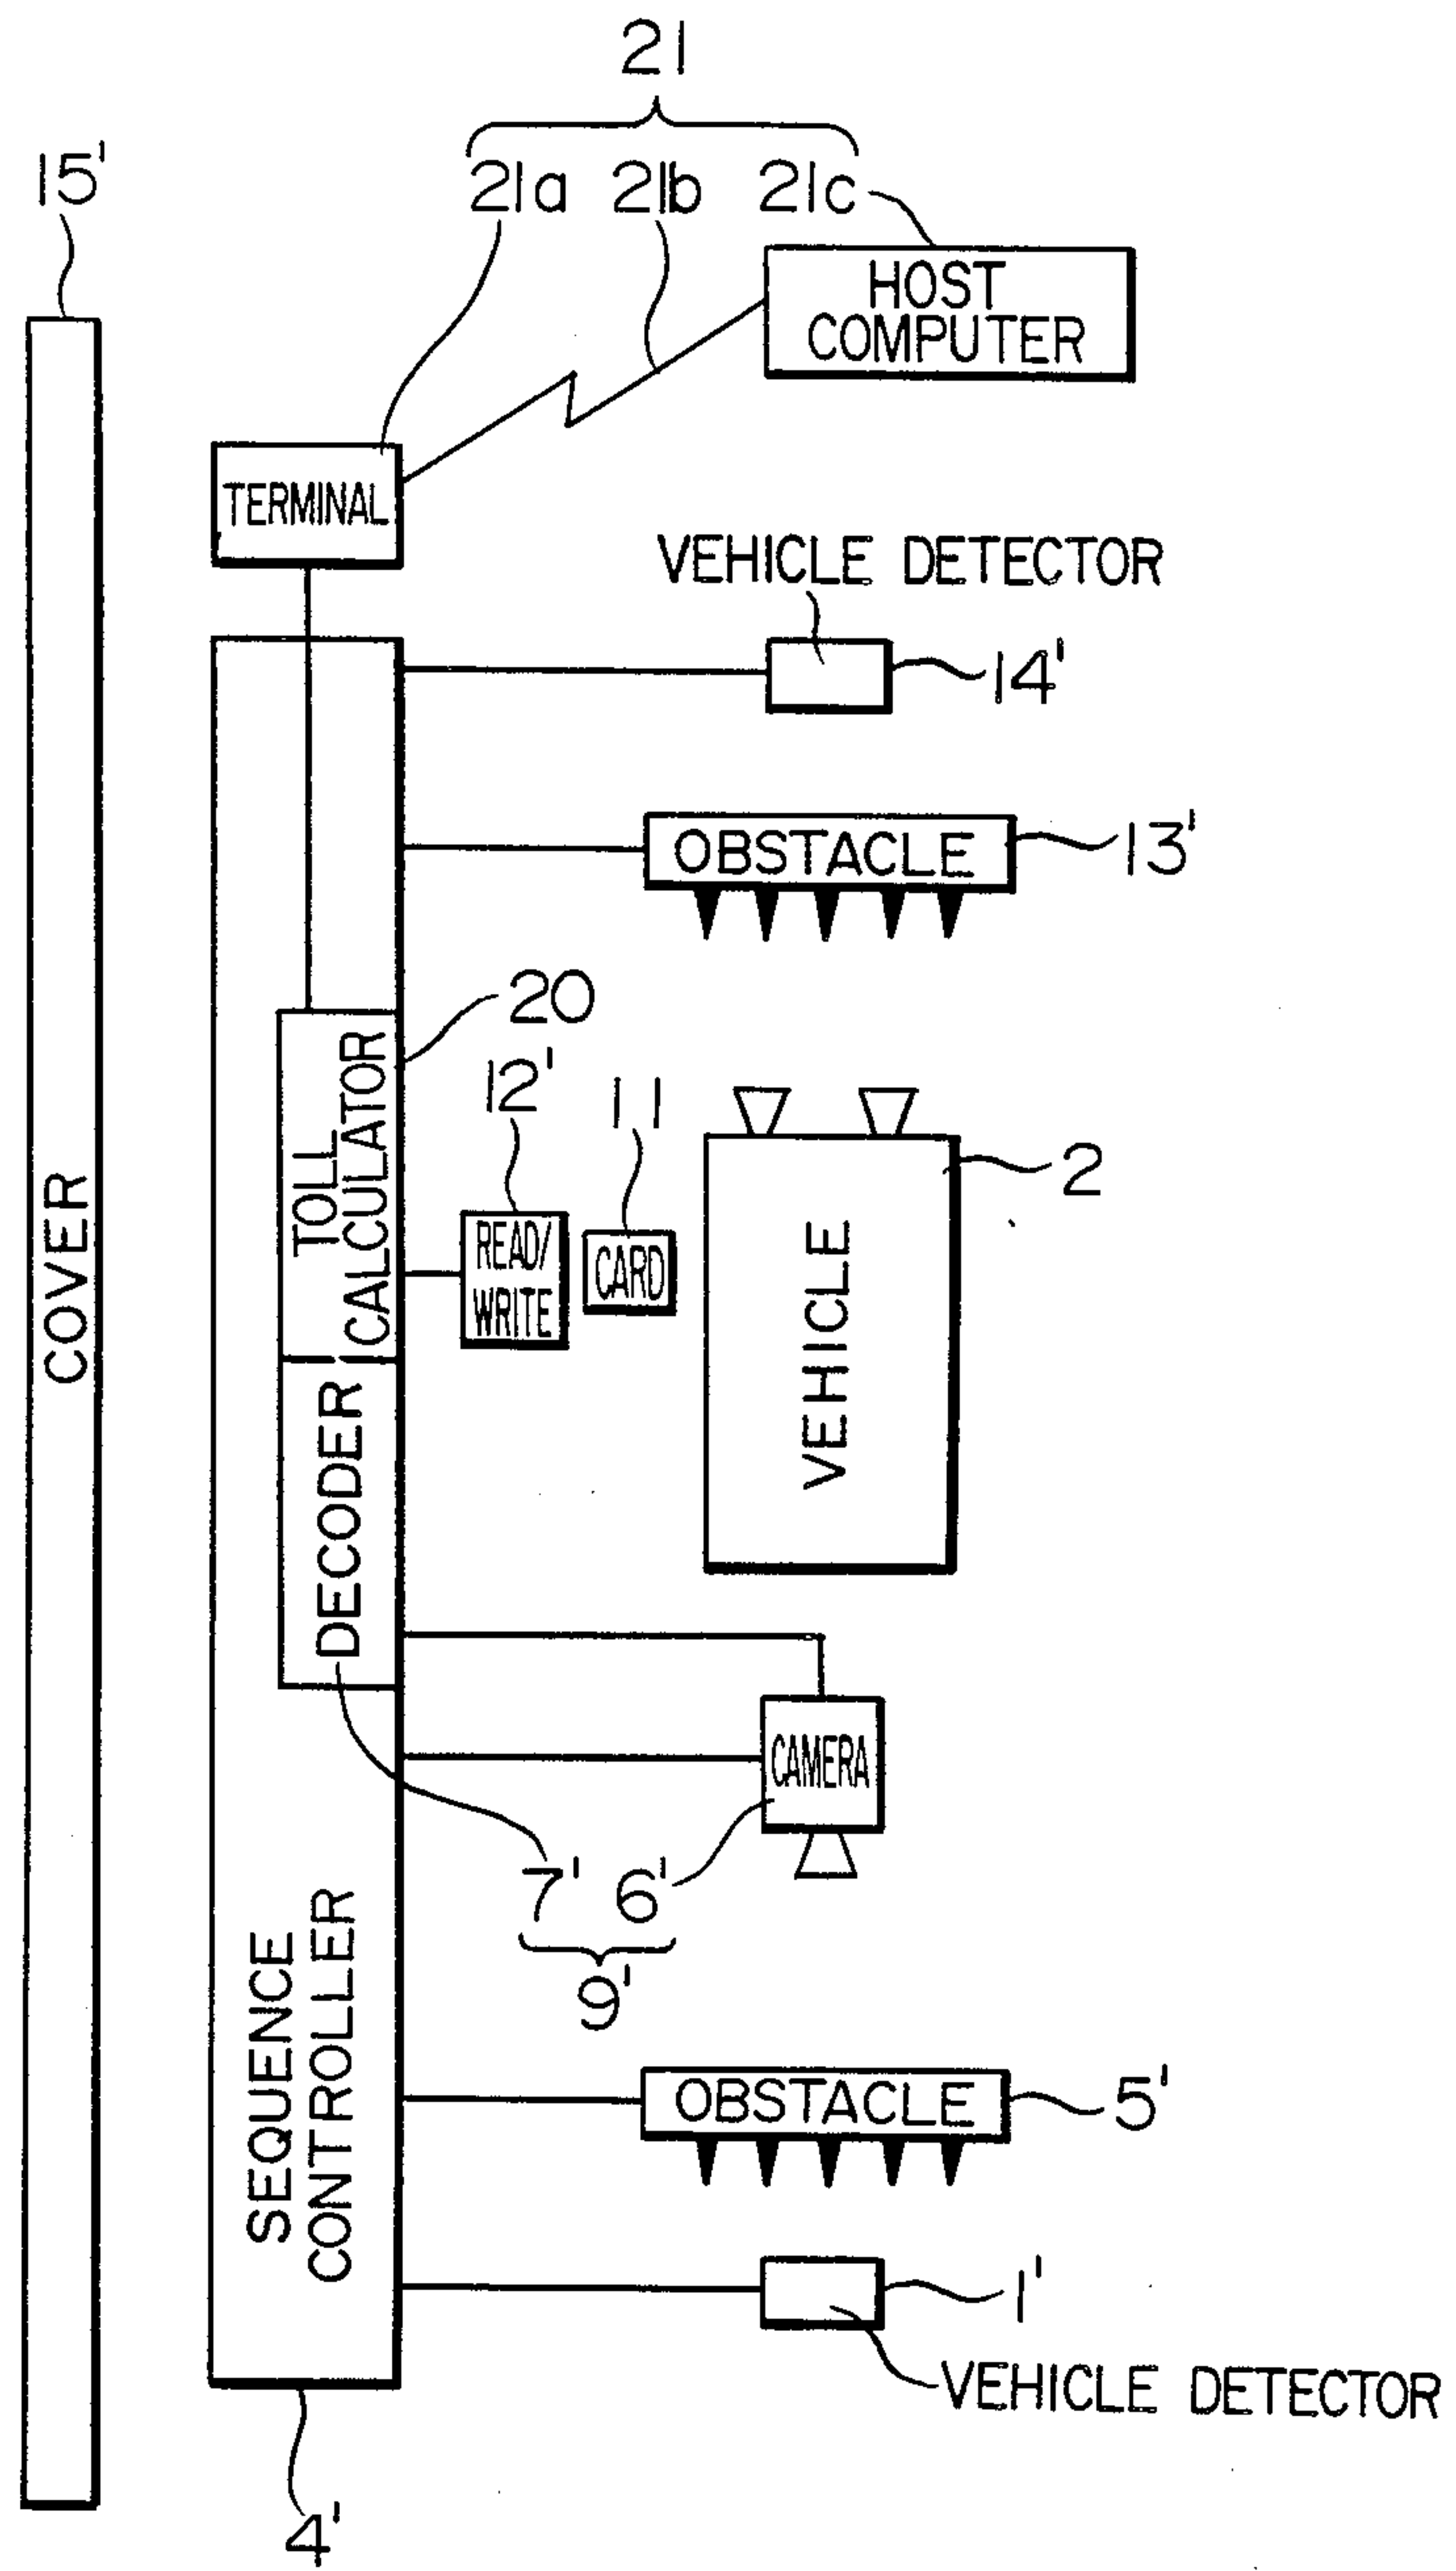 21
15'
21a 21b 21c
HOST
COMPUTER
TERMINAL
VEHICLE DETECTOR
14'
OBSTACLE
13'
20
TOLL
CALCULATOR
12'
11
2
READ/
WRITE
CARD
VEHICLE
COVER
DECODER
CAMERA
7' 6'
9'
SEQUENCE
CONTROLLER
OBSTACLE
5'
1'
VEHICLE DETECTOR
4'